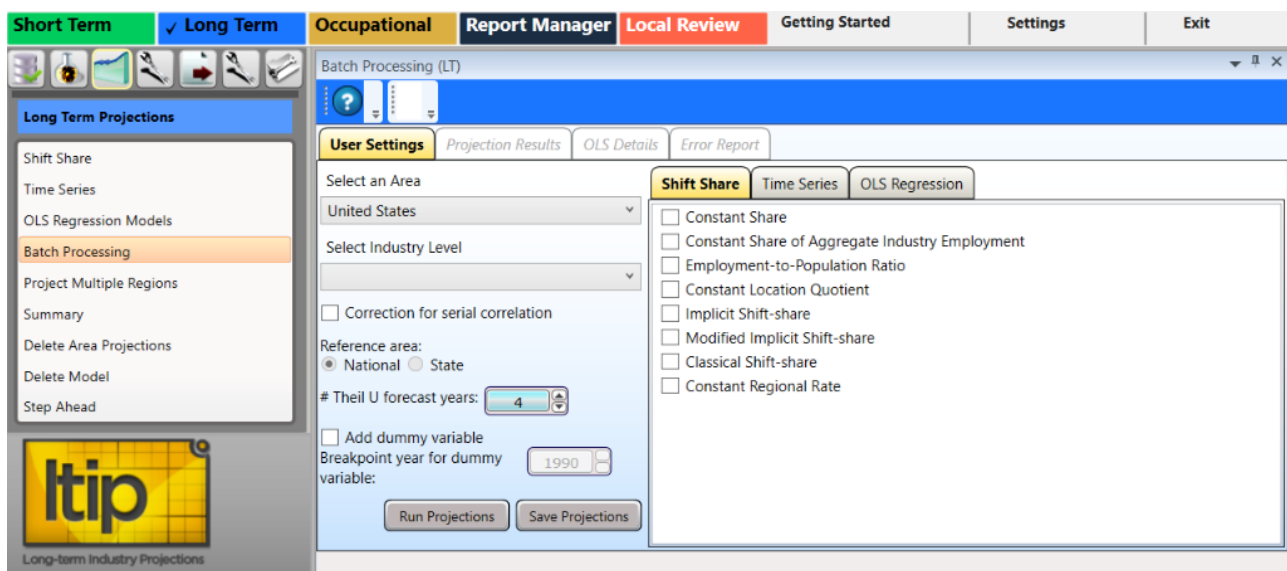 Short Term ✓ Long Term Occupational Report Manager Local Review Getting Started Settings Exit
Batch Processing (LT)
Long Term Projections
Shift Share
Time Series
OLS Regression Models
Batch Processing
Project Multiple Regions
Summary
Delete Area Projections
Delete Model
Step Ahead
ltip
Long-term Industry Projections
User Settings Projection Results OLS Details Error Report
Select an Area
United States
Select Industry Level
Correction for serial correlation
Reference area:
National State
# Theil U forecast years: 4
Add dummy variable
Breakpoint year for dummy
variable: 1990
Run Projections Save Projections
Shift Share Time Series OLS Regression
Constant Share
Constant Share of Aggregate Industry Employment
Employment-to-Population Ratio
Constant Location Quotient
Implicit Shift-share
Modified Implicit Shift-share
Classical Shift-share
Constant Regional Rate